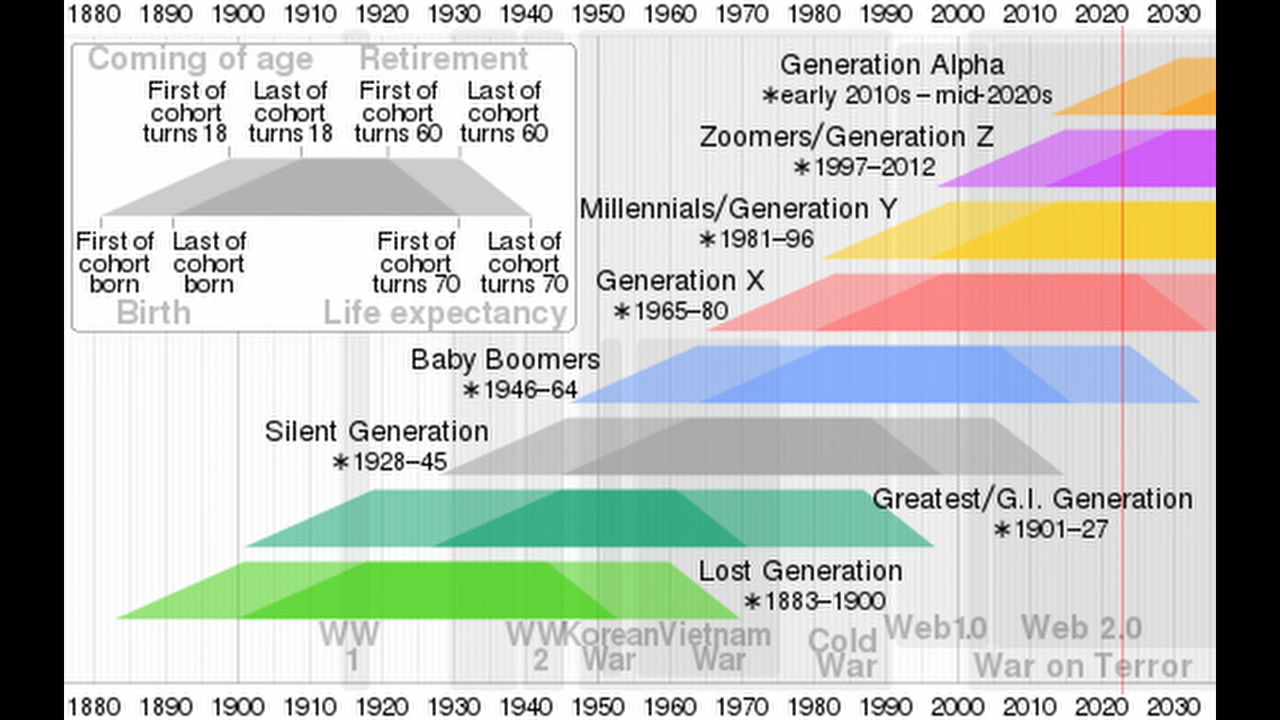 1880 1890 1900 1910 1920 1930 1940 1950 1960 1970 1980 1990 2000 2010 2020 2030
Coming of age Retirement
First of cohort turns 18
Last of cohort turns 18
First of cohort turns 60
Last of cohort turns 60
First of cohort born
Last of cohort born
First of cohort turns 70
Last of cohort turns 70
Birth Life expectancy
Generation Alpha
∗early 2010s – mid-2020s
Zoomers/Generation Z
∗1997–2012
Millennials/Generation Y
∗1981–96
Generation X
∗1965–80
Baby Boomers
∗1946–64
Silent Generation
∗1928–45
Greatest/G.I. Generation
∗1901–27
Lost Generation
∗1883–1900
WW 1
WW 2
Korean War
Vietnam War
Cold War
Web1.0
Web 2.0
War on Terror
1880 1890 1900 1910 1920 1930 1940 1950 1960 1970 1980 1990 2000 2010 2020 2030